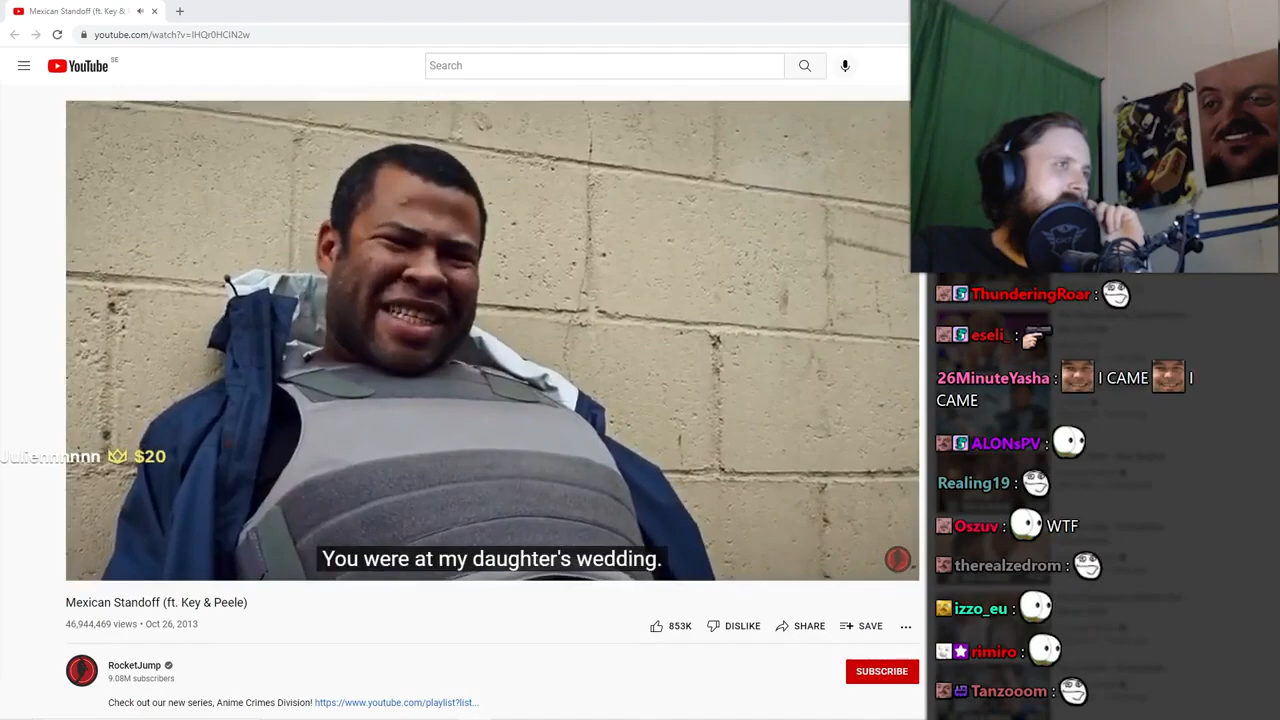 Mexican Standoff (ft. Key & P
youtube.com/watch?v=IHQr0HClN2w
YouTube SE
Search
You were at my daughter's wedding.
Juliennnnnn $20
Mexican Standoff (ft. Key & Peele)
46,944,469 views • Oct 26, 2013
853K DISLIKE SHARE SAVE
RocketJump
9.08M subscribers
SUBSCRIBE
Check out our new series, Anime Crimes Division! https://www.youtube.com/playlist?list...
ThunderingRoar :
eseli_ :
26MinuteYasha : I CAME I
CAME
ALONsPV :
Realing19 :
Oszuv : WTF
therealzedrom :
izzo_eu :
rimiro :
Tanzooom :